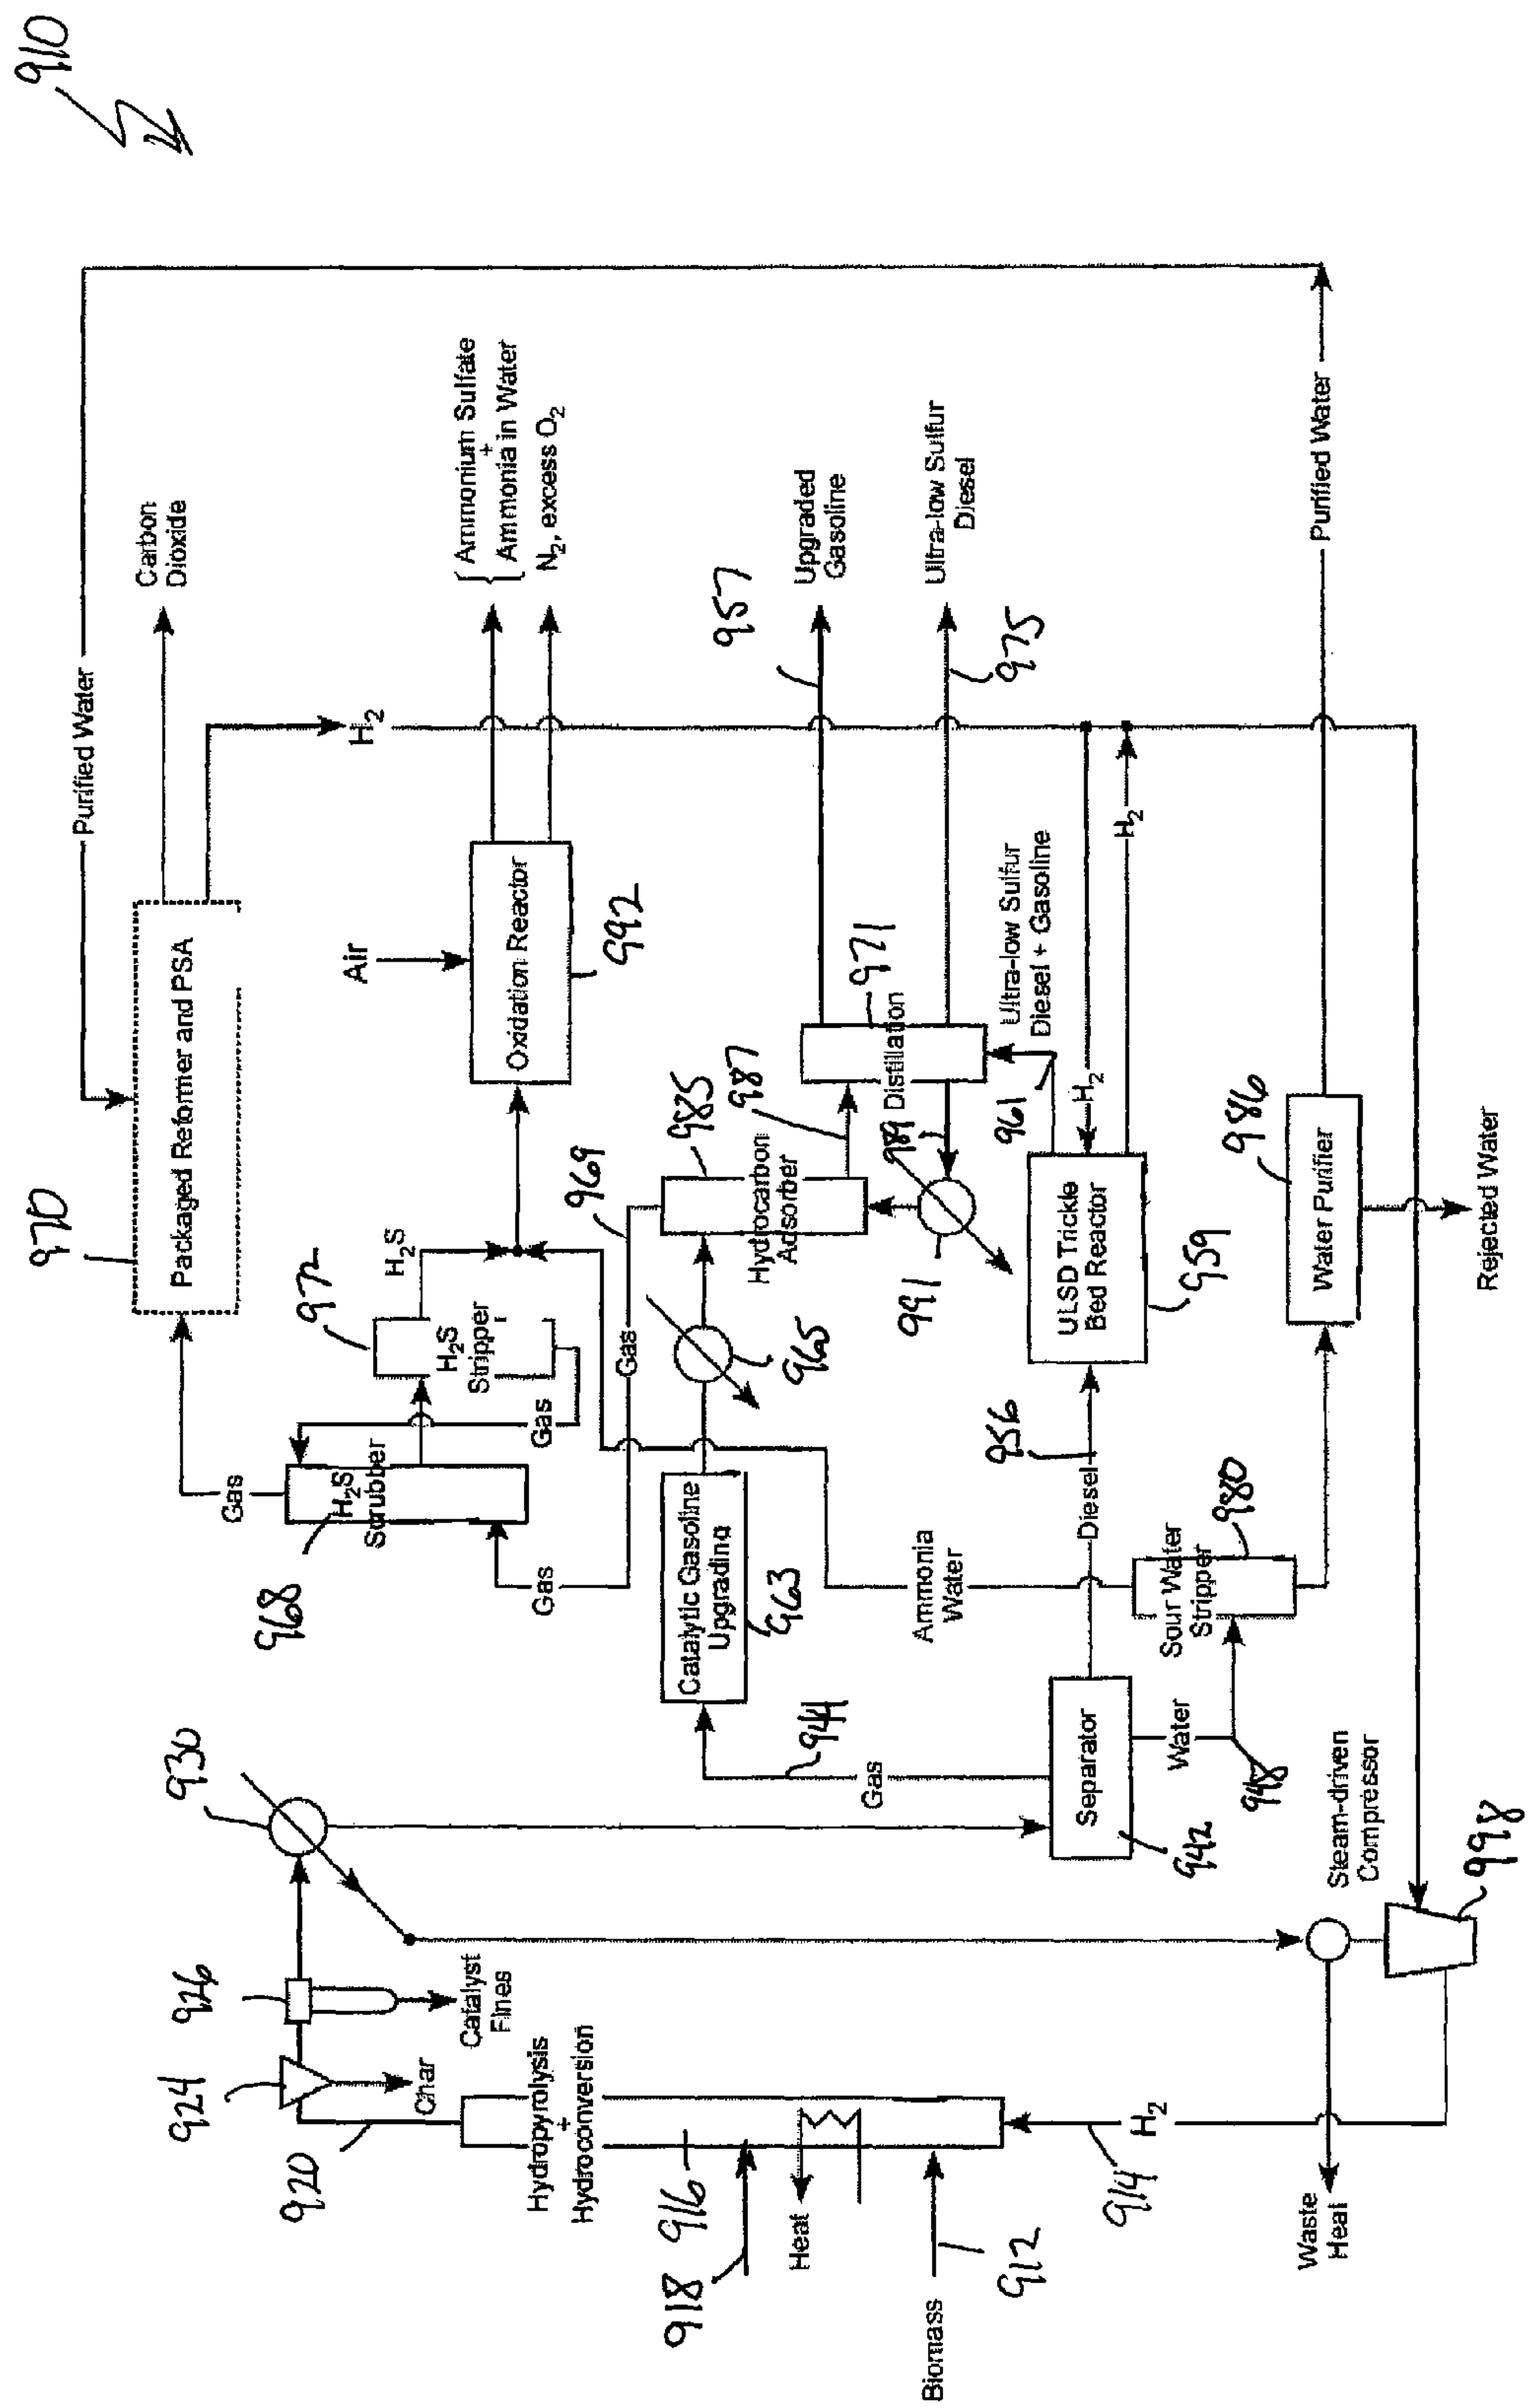 910
Purified Water
970
Packaged Reformer and PSA
Carbon
Dioxide
H2
Gas
968
H2S
Scrubber
Gas
972
H2S
Stripper
H2S
Gas
Air
Oxidation Reactor
992
Ammonium Sulfate
+
Ammonia in Water
N2, excess O2
969
Gas
930
926
924
920
Char
Catalyst
Fines
Hydropyrolysis
+
Hydroconversion
916
918
Heat
Biomass
912
914
H2
Waste
Heat
Steam-driven
Compressor
998
Catalytic Gasoline
Upgrading
963
965
Hydrocarbon
Adsorber
985
987
Distillation
971
989
991
957
Upgraded
Gasoline
975
Ultra-low Sulfur
Diesel
961
Ultra-low Sulfur
Diesel + Gasoline
H2
H2
ULSD Trickle
Bed Reactor
959
956
Diesel
Gas
944
Separator
942
Water
948
Ammonia
Water
Sour Water
Stripper
980
Water Purifier
986
Rejected Water
Purified Water